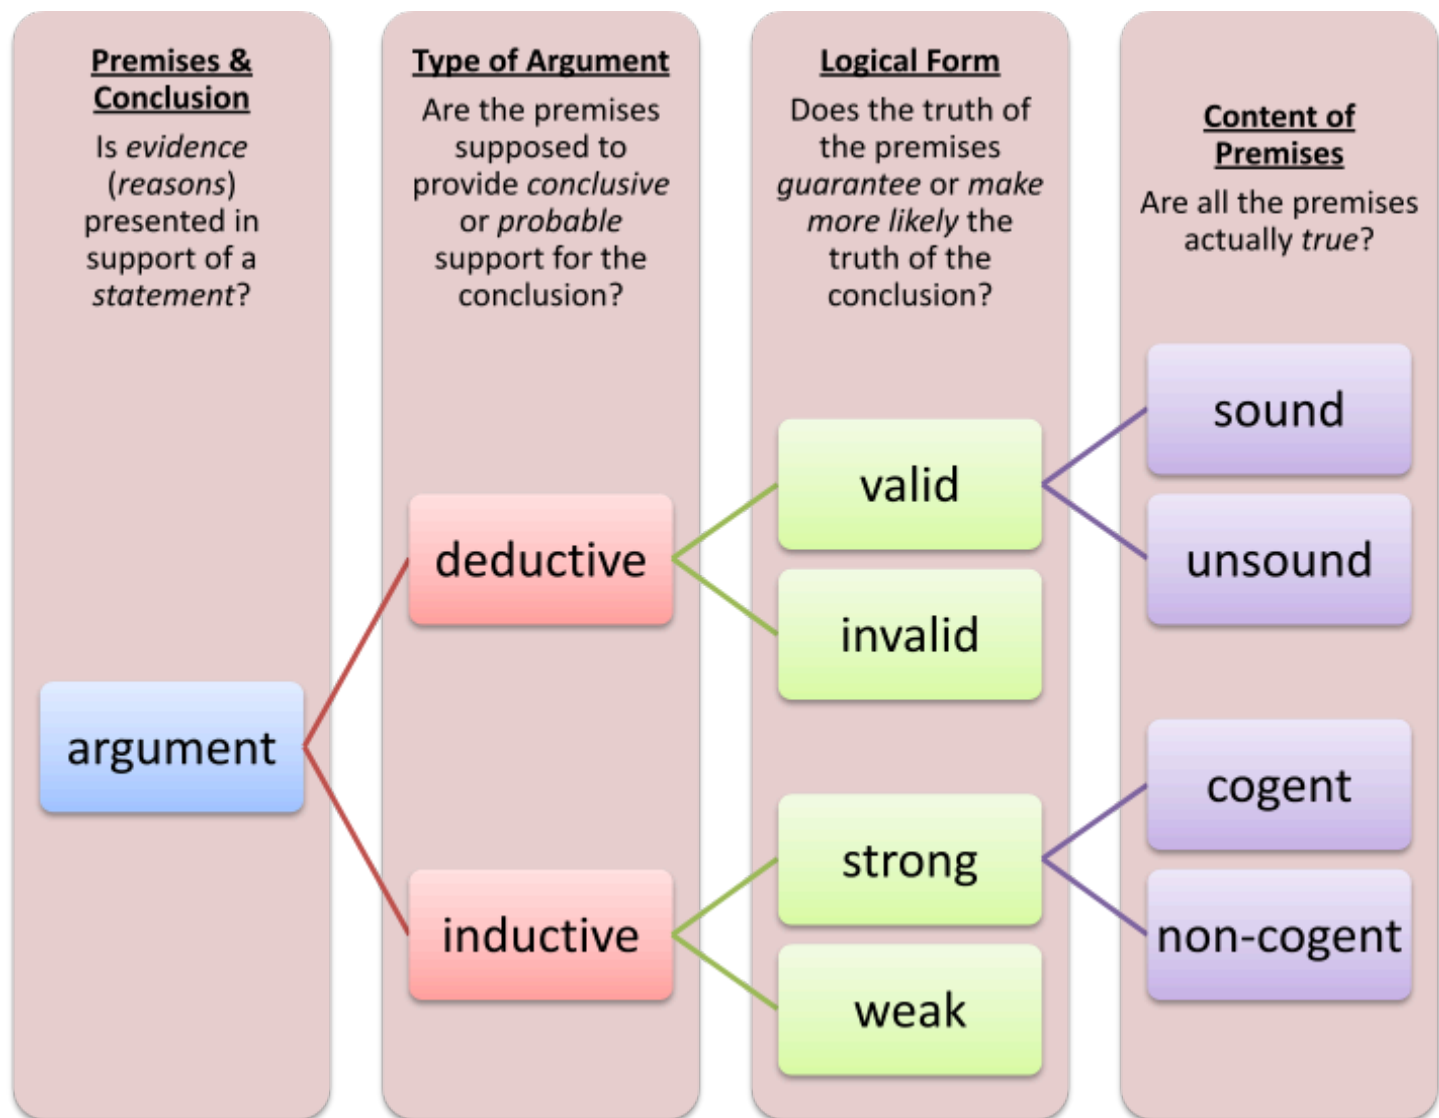 Premises &
Conclusion
Is evidence
(reasons)
presented in
support of a
statement?
argument
Type of Argument
Are the premises
supposed to
provide conclusive
or probable
support for the
conclusion?
deductive
inductive
Logical Form
Does the truth of
the premises
guarantee or make
more likely the
truth of the
conclusion?
valid
invalid
strong
weak
Content of
Premises
Are all the premises
actually true?
sound
unsound
cogent
non-cogent